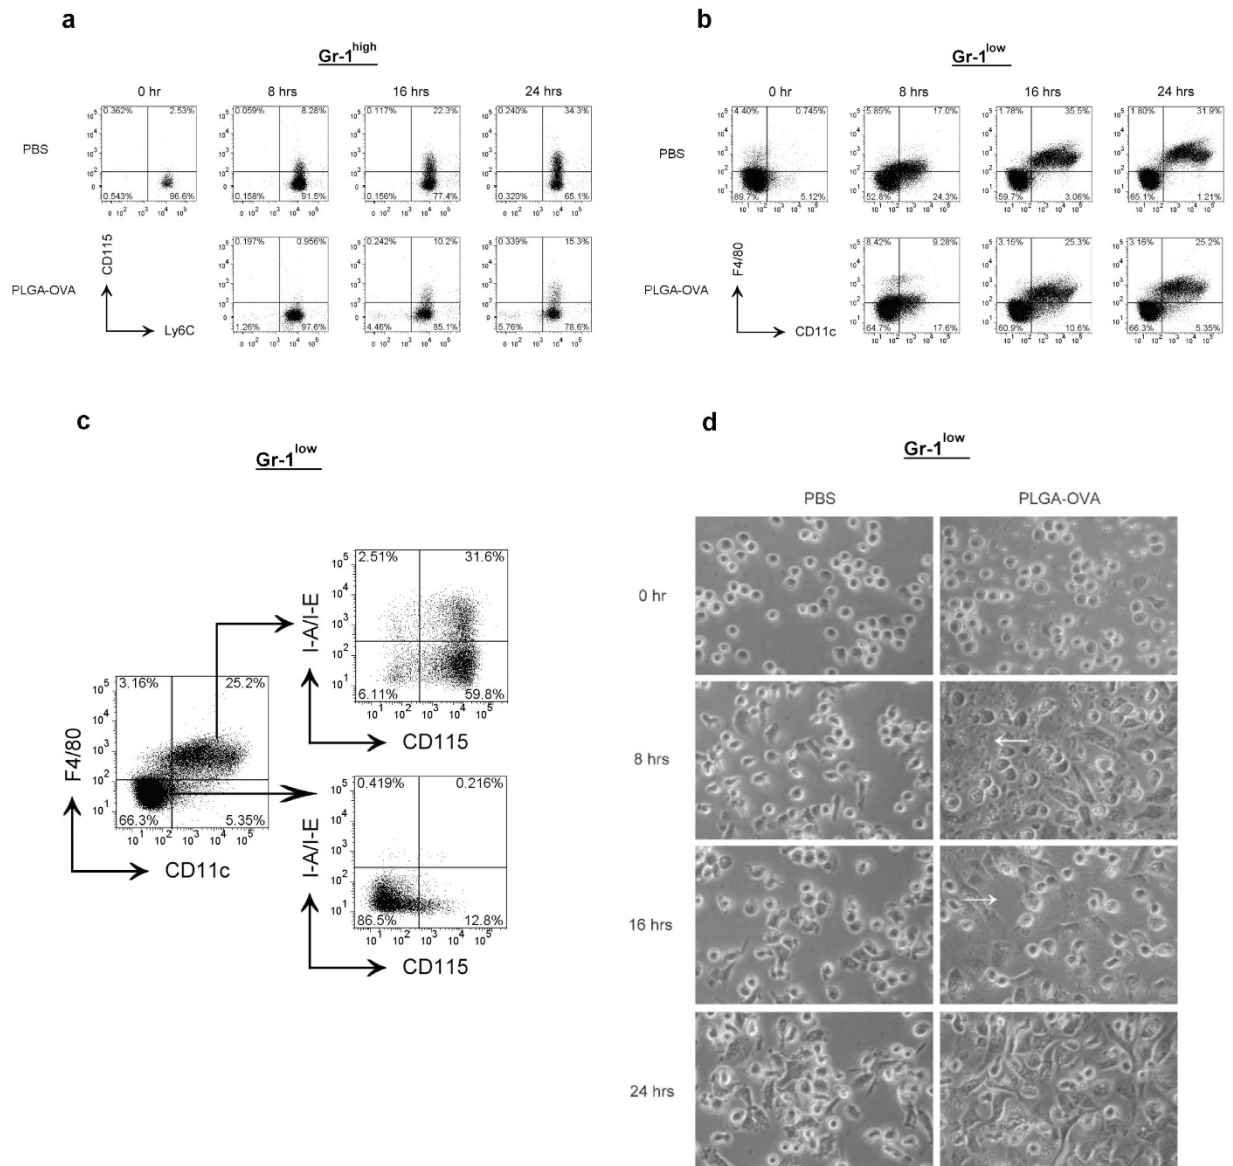 a
Gr-1high
0 hr 8 hrs 16 hrs 24 hrs
PBS
0.362% 2.53% 0.059% 8.28% 0.117% 22.3% 0.240% 34.3%
0.543% 96.6% 0.158% 91.5% 0.156% 77.4% 0.320% 65.1%
CD115
PLGA-OVA
0.197% 0.956% 0.242% 10.2% 0.339% 15.3%
1.26% 97.6% 4.46% 85.1% 5.76% 78.6%
Ly6C
b
Gr-1low
0 hr 8 hrs 16 hrs 24 hrs
PBS
4.40% 0.745% 5.85% 17.0% 1.78% 35.5% 1.80% 31.9%
89.7% 5.12% 52.8% 24.3% 59.7% 3.06% 65.1% 1.21%
F4/80
PLGA-OVA
8.42% 9.28% 3.15% 25.3% 3.16% 25.2%
64.7% 17.6% 60.9% 10.6% 66.3% 5.35%
CD11c
c
Gr-1low
2.51% 31.6%
I-A/I-E
6.11% 59.8%
CD115
3.16% 25.2%
F4/80
66.3% 5.35%
CD11c
0.419% 0.216%
I-A/I-E
86.5% 12.8%
CD115
d
Gr-1low
PBS PLGA-OVA
0 hr
8 hrs
16 hrs
24 hrs